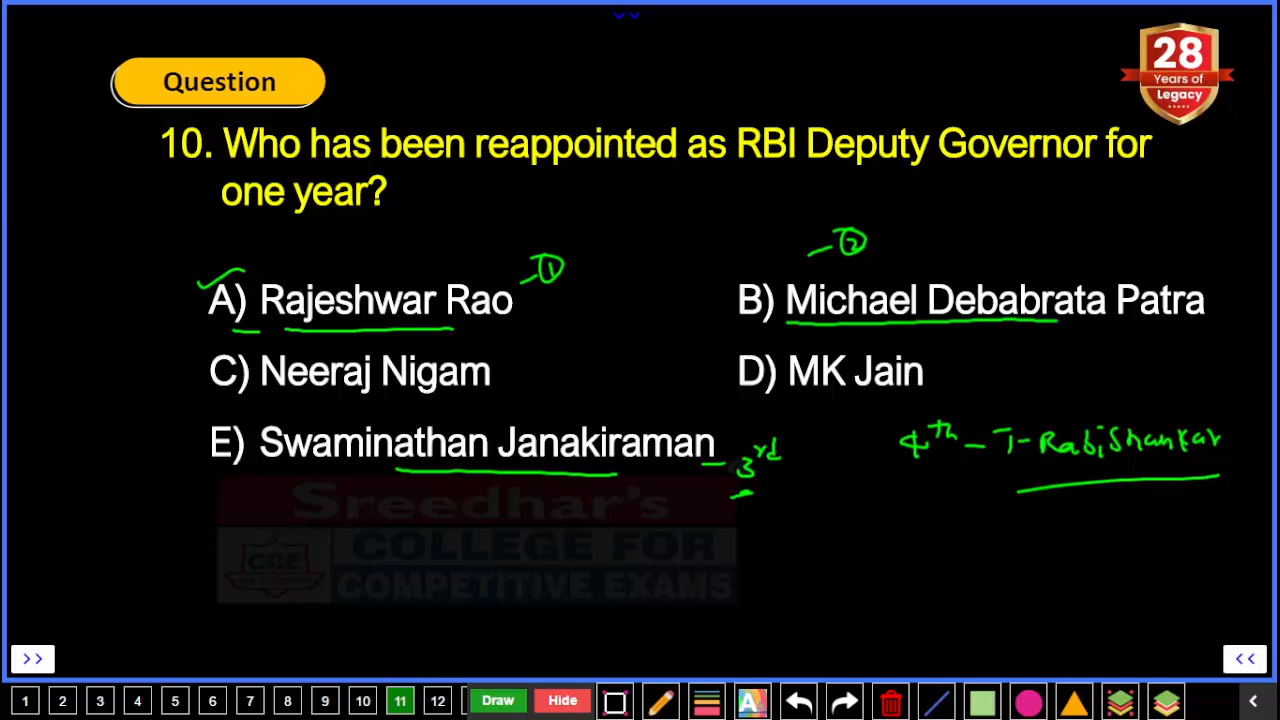 28
Years of
Legacy
Question
10. Who has been reappointed as RBI Deputy Governor for
one year?
A) Rajeshwar Rao - 1
B) Michael Debabrata Patra - 2
C) Neeraj Nigam
D) MK Jain
E) Swaminathan Janakiraman - 3rd
4th - T-RabiShankar
Sreedhar's
CCE
COLLEGE FOR
COMPETITIVE EXAMS
>>
<<
1 2 3 4 5 6 7 8 9 10 11 12 Draw Hide A <